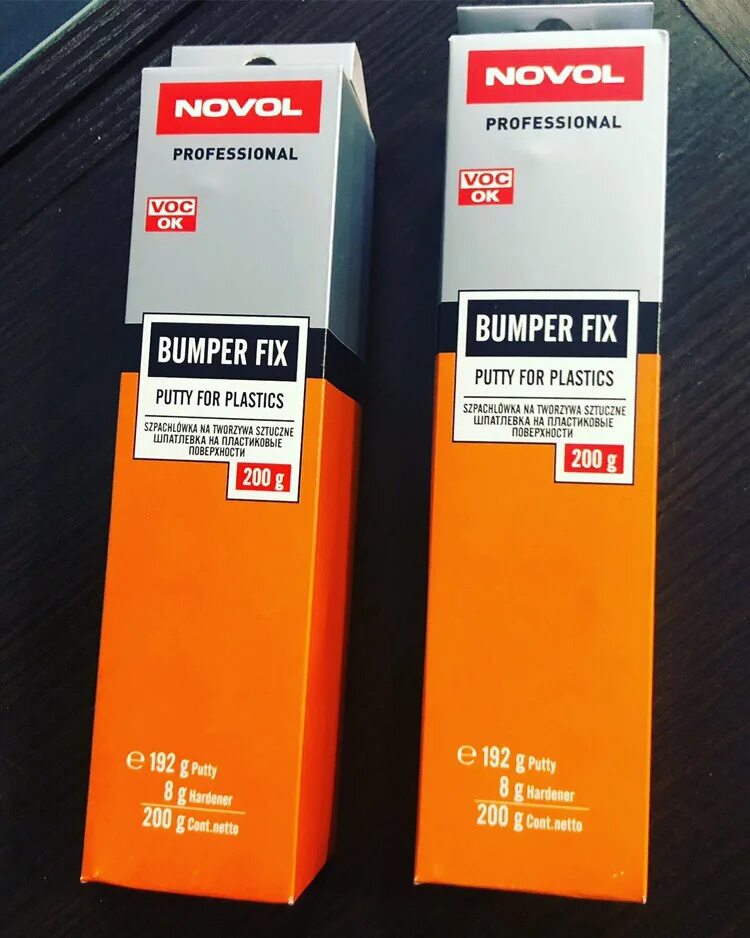 NOVOL
PROFESSIONAL
VOC
OK
BUMPER FIX
PUTTY FOR PLASTICS
SZPACHLÓWKA NA TWORZYWA SZTUCZNE
ШПАТЛЕВКА НА ПЛАСТИКОВЫЕ
ПОВЕРХНОСТИ
200 g
℮ 192 g Putty
8 g Hardener
200 g Cont.netto
NOVOL
PROFESSIONAL
VOC
OK
BUMPER FIX
PUTTY FOR PLASTICS
SZPACHLÓWKA NA TWORZYWA SZTUCZNE
ШПАТЛЕВКА НА ПЛАСТИКОВЫЕ
ПОВЕРХНОСТИ
200 g
℮ 192 g Putty
8 g Hardener
200 g Cont.netto